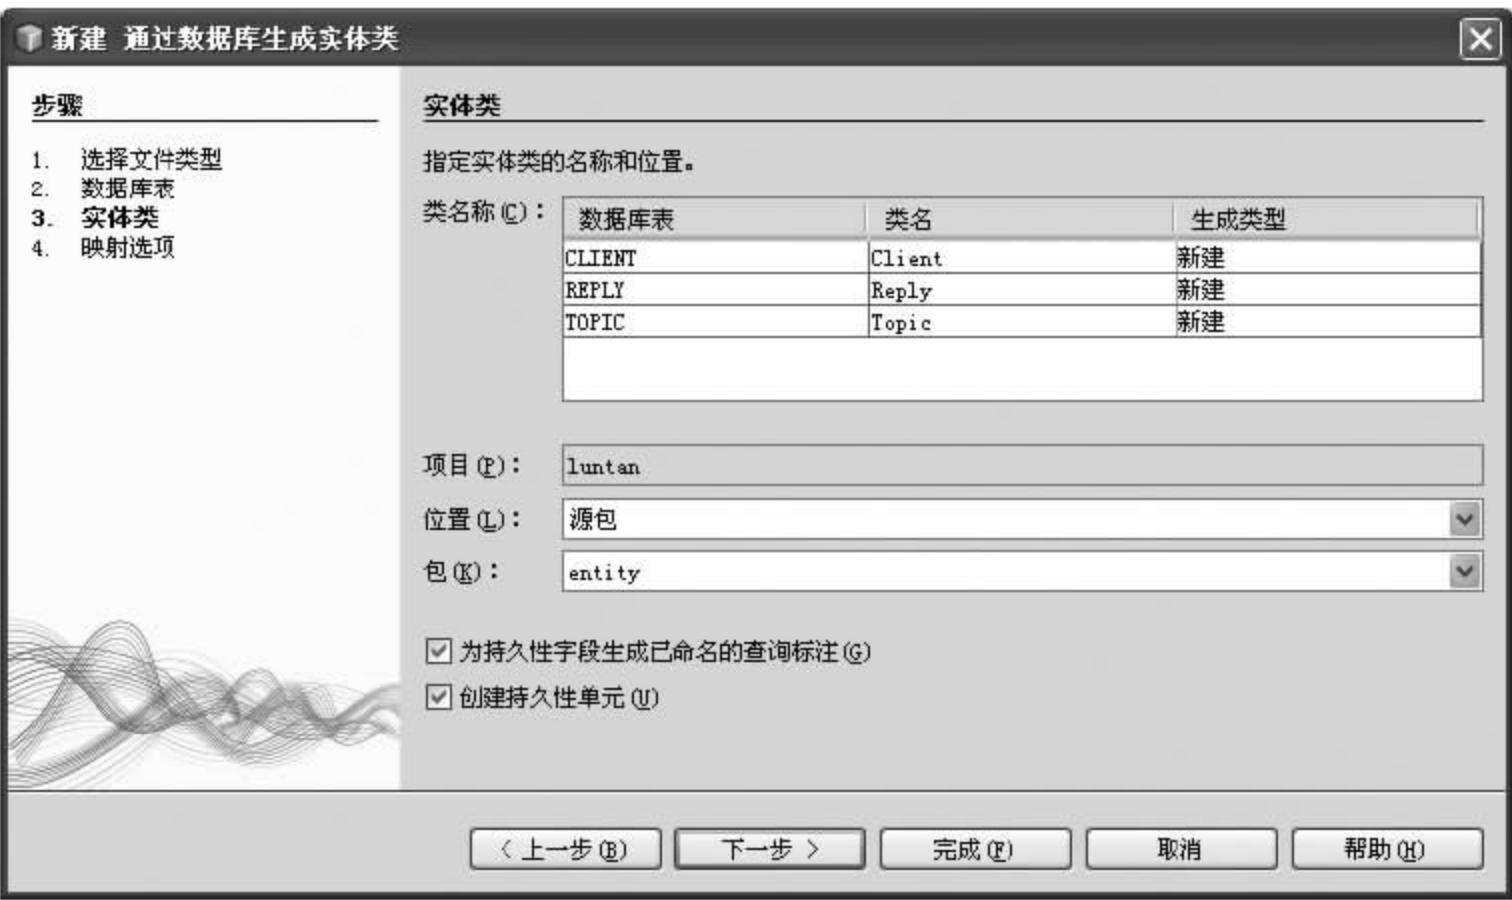 新建 通过数据库生成实体类
步骤
1. 选择文件类型
2. 数据库表
3. 实体类
4. 映射选项
实体类
指定实体类的名称和位置。
类名称(C)：
数据库表 类名 生成类型
CLIENT Client 新建
REPLY Reply 新建
TOPIC Topic 新建
项目(P)： luntan
位置(L)： 源包
包(K)： entity
为持久性字段生成已命名的查询标注(G)
创建持久性单元(U)
< 上一步(B) 下一步 > 完成(F) 取消 帮助(H)